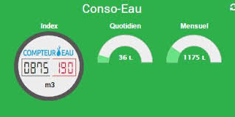 Conso-Eau
Index Quotidien Mensuel
COMPTEUR EAU
0875 190
m3
36 L
1175 L